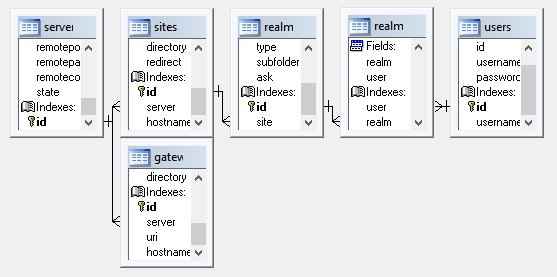 server
remotepo
remotepa
remoteco
state
Indexes:
id
sites
directory
redirect
Indexes:
id
server
hostname
realm
type
subfolder
ask
Indexes:
id
site
realm
Fields:
realm
user
Indexes:
user
realm
users
id
username
password
Indexes:
id
username
gatew
directory
Indexes:
id
server
uri
hostname